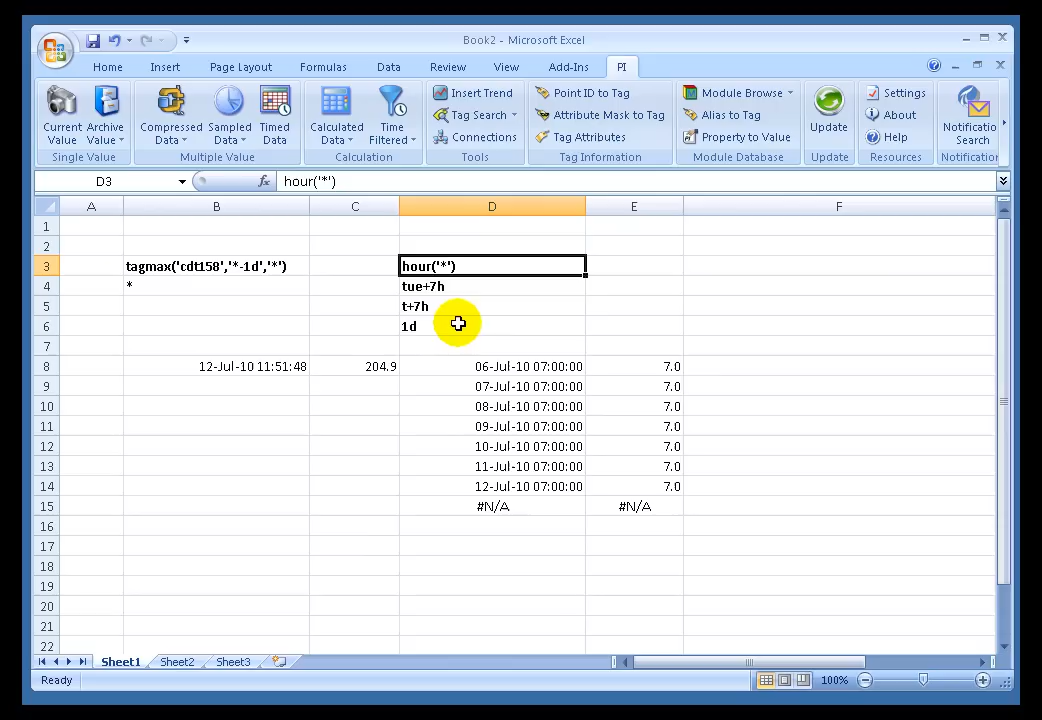 Book2 - Microsoft Excel
Home Insert Page Layout Formulas Data Review View Add-Ins PI
Current Value
Archive Value
Single Value
Compressed Data
Sampled Data
Timed Data
Multiple Value
Calculated Data
Time Filtered
Calculation
Insert Trend
Tag Search
Connections
Tools
Point ID to Tag
Attribute Mask to Tag
Tag Attributes
Tag Information
Module Browse
Alias to Tag
Property to Value
Module Database
Update
Update
Settings
About
Help
Resources
Notificatio
Search
Notification
D3 fx hour('*')
A B C D E F
1
2
3 tagmax('cdt158','*-1d','*') hour('*')
4 * tue+7h
5 t+7h
6 1d
7
8 12-Jul-10 11:51:48 204.9 06-Jul-10 07:00:00 7.0
9 07-Jul-10 07:00:00 7.0
10 08-Jul-10 07:00:00 7.0
11 09-Jul-10 07:00:00 7.0
12 10-Jul-10 07:00:00 7.0
13 11-Jul-10 07:00:00 7.0
14 12-Jul-10 07:00:00 7.0
15 #N/A #N/A
16
17
18
19
20
21
22
Sheet1 Sheet2 Sheet3
Ready 100%